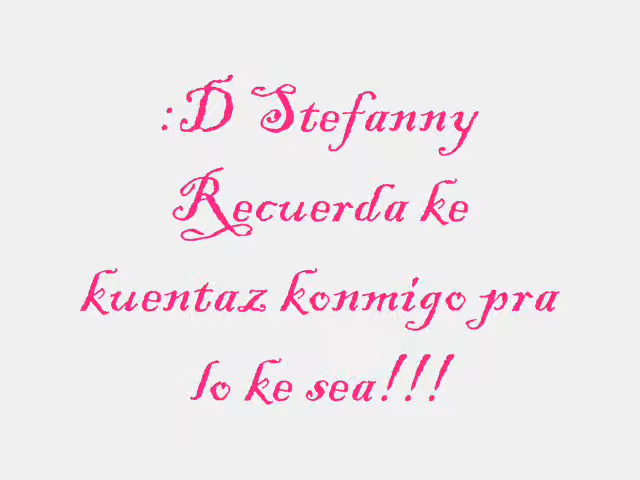 :D Stefanny
Recuerda ke
kuentaz konmigo pra
lo ke sea!!!